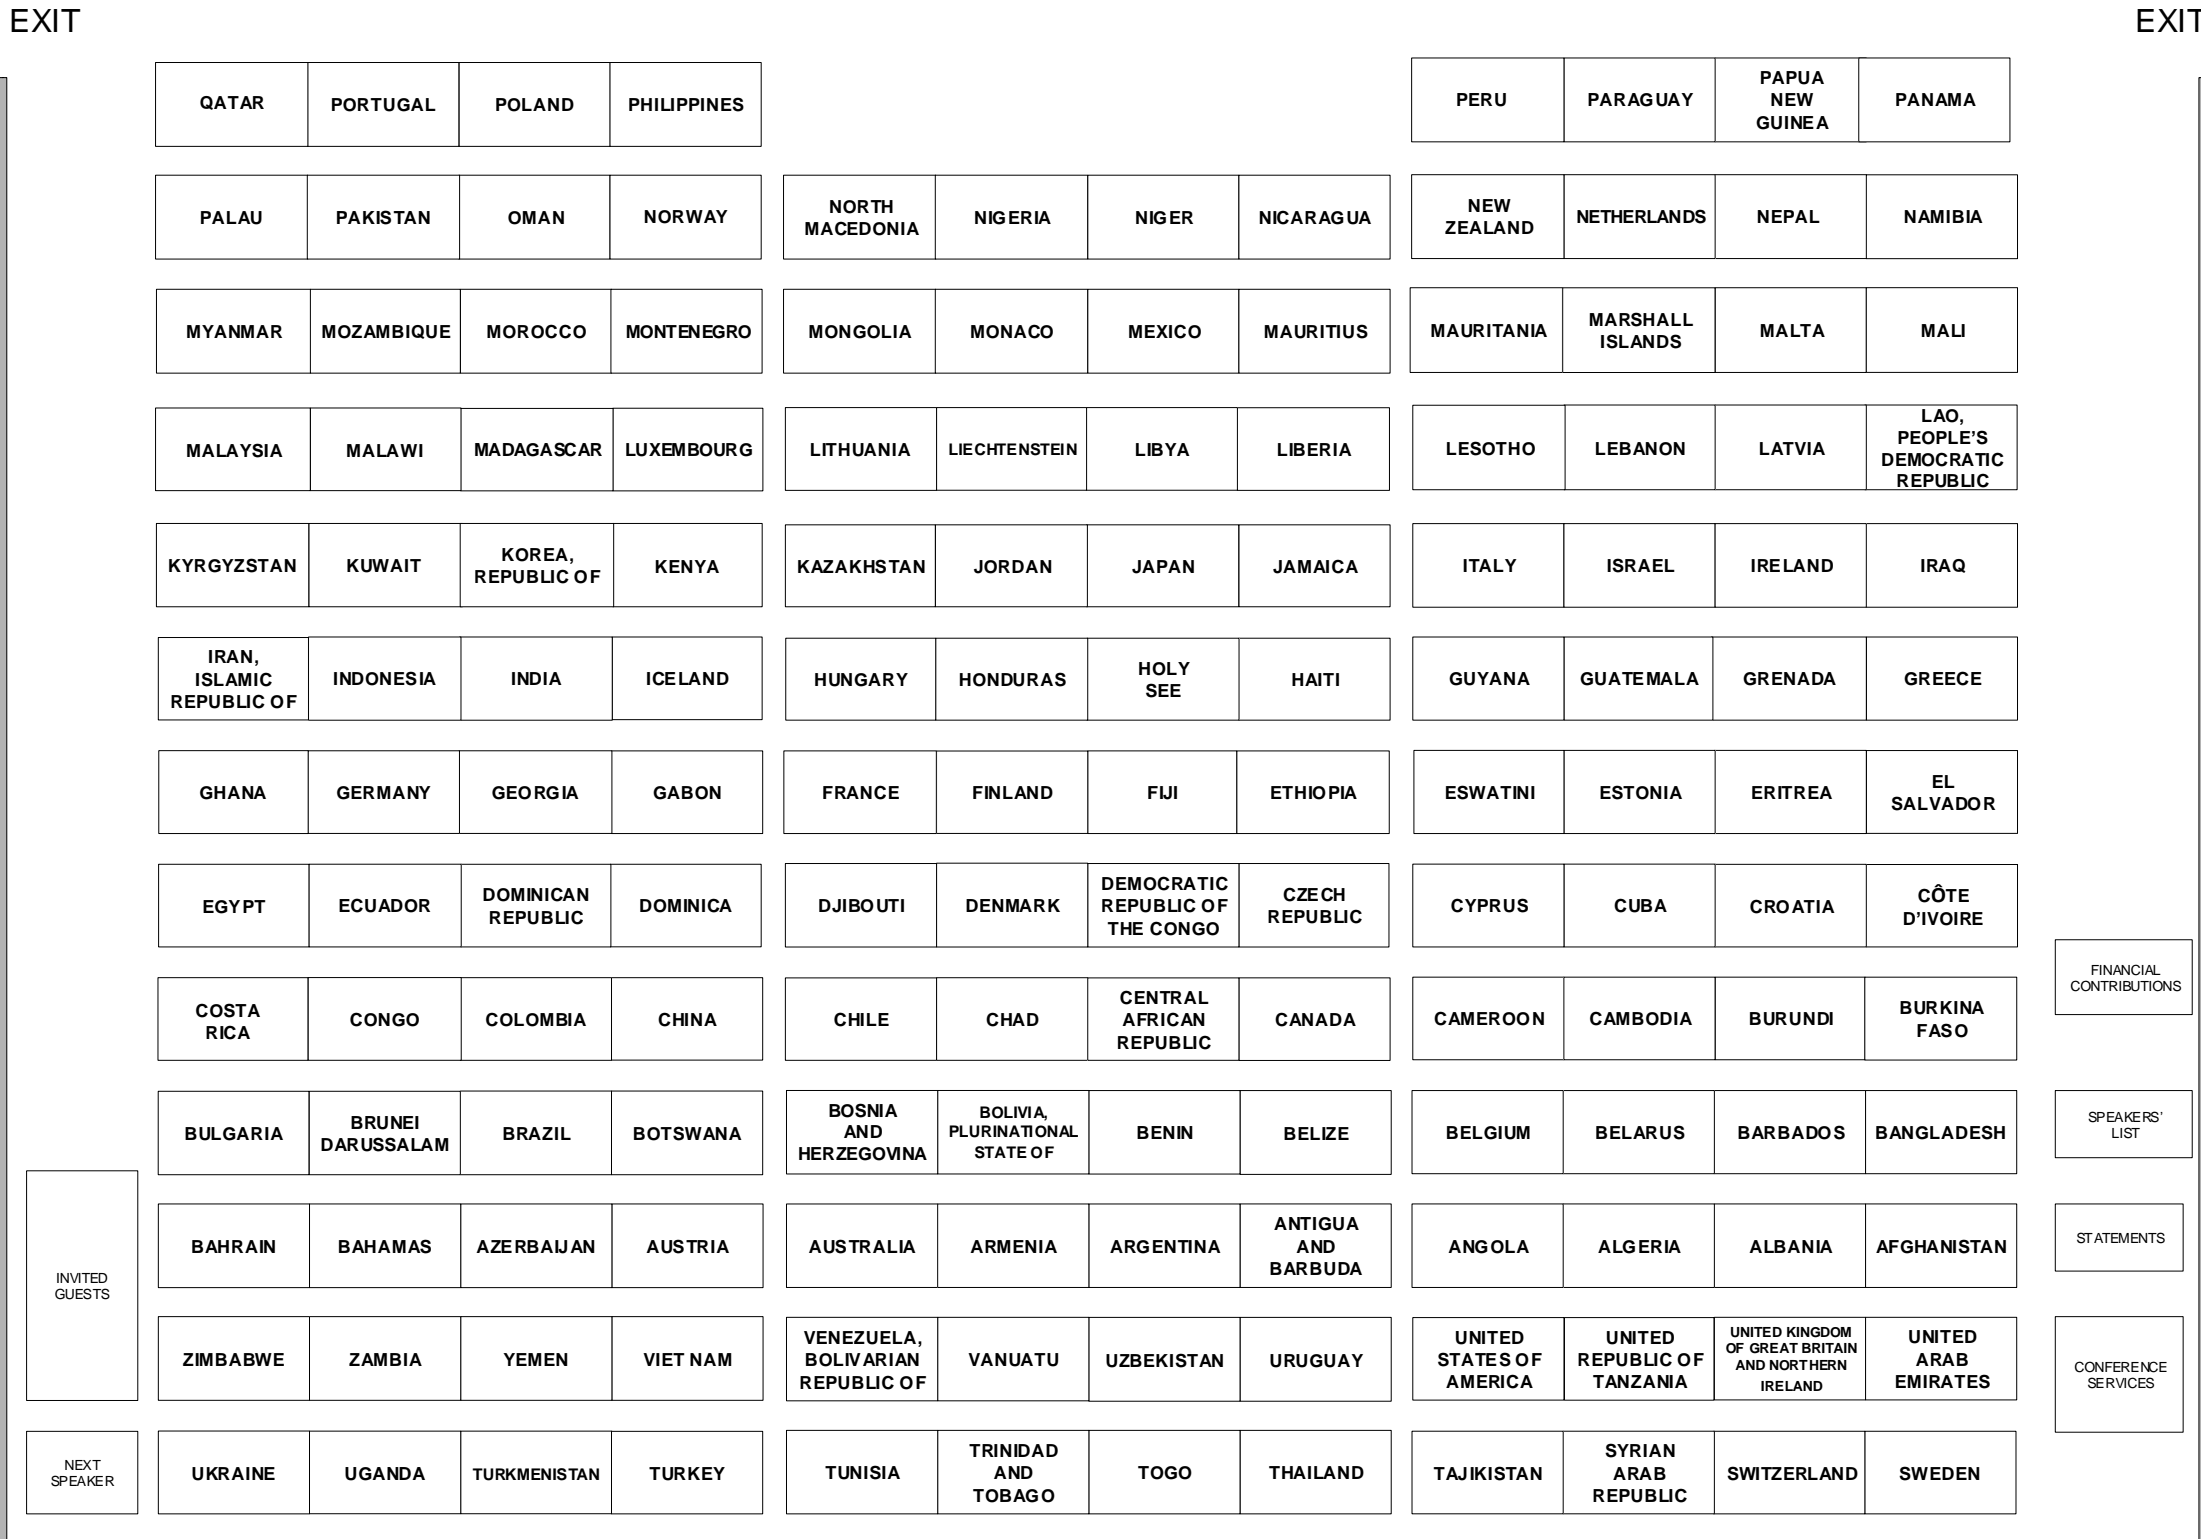 EXIT
EXIT
QATAR
PORTUGAL
POLAND
PHILIPPINES
PERU
PARAGUAY
PAPUA
NEW
GUINEA
PANAMA
PALAU
PAKISTAN
OMAN
NORWAY
NORTH
MACEDONIA
NIGERIA
NIGER
NICARAGUA
NEW
ZEALAND
NETHERLANDS
NEPAL
NAMIBIA
MYANMAR
MOZAMBIQUE
MOROCCO
MONTENEGRO
MONGOLIA
MONACO
MEXICO
MAURITIUS
MAURITANIA
MARSHALL
ISLANDS
MALTA
MALI
MALAYSIA
MALAWI
MADAGASCAR
LUXEMBOURG
LITHUANIA
LIECHTENSTEIN
LIBYA
LIBERIA
LESOTHO
LEBANON
LATVIA
LAO,
PEOPLE'S
DEMOCRATIC
REPUBLIC
KYRGYZSTAN
KUWAIT
KOREA,
REPUBLIC OF
KENYA
KAZAKHSTAN
JORDAN
JAPAN
JAMAICA
ITALY
ISRAEL
IRELAND
IRAQ
IRAN,
ISLAMIC
REPUBLIC OF
INDONESIA
INDIA
ICELAND
HUNGARY
HONDURAS
HOLY
SEE
HAITI
GUYANA
GUATEMALA
GRENADA
GREECE
GHANA
GERMANY
GEORGIA
GABON
FRANCE
FINLAND
FIJI
ETHIOPIA
ESWATINI
ESTONIA
ERITREA
EL
SALVADOR
EGYPT
ECUADOR
DOMINICAN
REPUBLIC
DOMINICA
DJIBOUTI
DENMARK
DEMOCRATIC
REPUBLIC OF
THE CONGO
CZECH
REPUBLIC
CYPRUS
CUBA
CROATIA
CÔTE
D'IVOIRE
FINANCIAL
CONTRIBUTIONS
COSTA
RICA
CONGO
COLOMBIA
CHINA
CHILE
CHAD
CENTRAL
AFRICAN
REPUBLIC
CANADA
CAMEROON
CAMBODIA
BURUNDI
BURKINA
FASO
BULGARIA
BRUNEI
DARUSSALAM
BRAZIL
BOTSWANA
BOSNIA
AND
HERZEGOVINA
BOLIVIA,
PLURINATIONAL
STATE OF
BENIN
BELIZE
BELGIUM
BELARUS
BARBADOS
BANGLADESH
SPEAKERS'
LIST
INVITED
GUESTS
BAHRAIN
BAHAMAS
AZERBAIJAN
AUSTRIA
AUSTRALIA
ARMENIA
ARGENTINA
ANTIGUA
AND
BARBUDA
ANGOLA
ALGERIA
ALBANIA
AFGHANISTAN
STATEMENTS
ZIMBABWE
ZAMBIA
YEMEN
VIET NAM
VENEZUELA,
BOLIVARIAN
REPUBLIC OF
VANUATU
UZBEKISTAN
URUGUAY
UNITED
STATES OF
AMERICA
UNITED
REPUBLIC OF
TANZANIA
UNITED KINGDOM
OF GREAT BRITAIN
AND NORTHERN
IRELAND
UNITED
ARAB
EMIRATES
CONFERENCE
SERVICES
NEXT
SPEAKER
UKRAINE
UGANDA
TURKMENISTAN
TURKEY
TUNISIA
TRINIDAD
AND
TOBAGO
TOGO
THAILAND
TAJIKISTAN
SYRIAN
ARAB
REPUBLIC
SWITZERLAND
SWEDEN